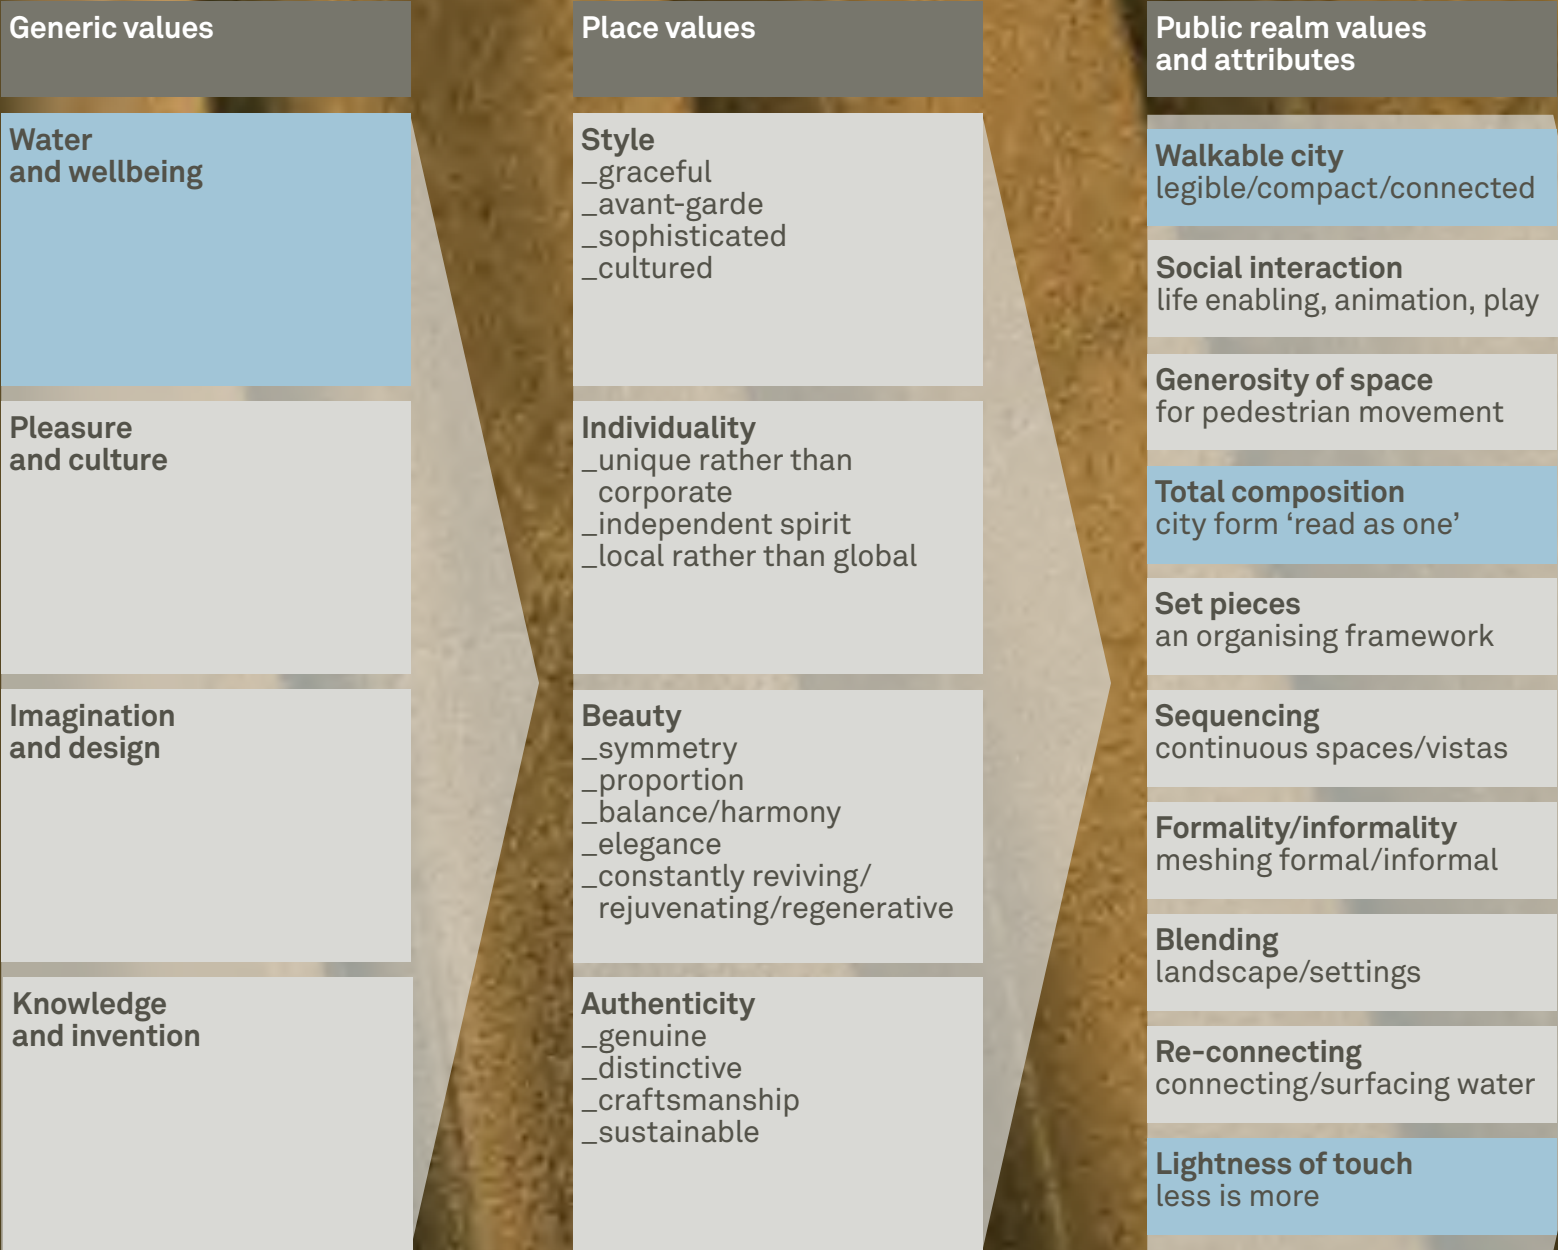 Generic values
Water
and wellbeing
Pleasure
and culture
Imagination
and design
Knowledge
and invention
Place values
Style
_graceful
_avant-garde
_sophisticated
_cultured
Individuality
_unique rather than
corporate
_independent spirit
_local rather than global
Beauty
_symmetry
_proportion
_balance/harmony
_elegance
_constantly reviving/
rejuvenating/regenerative
Authenticity
_genuine
_distinctive
_craftsmanship
_sustainable
Public realm values
and attributes
Walkable city
legible/compact/connected
Social interaction
life enabling, animation, play
Generosity of space
for pedestrian movement
Total composition
city form ‘read as one’
Set pieces
an organising framework
Sequencing
continuous spaces/vistas
Formality/informality
meshing formal/informal
Blending
landscape/settings
Re-connecting
connecting/surfacing water
Lightness of touch
less is more